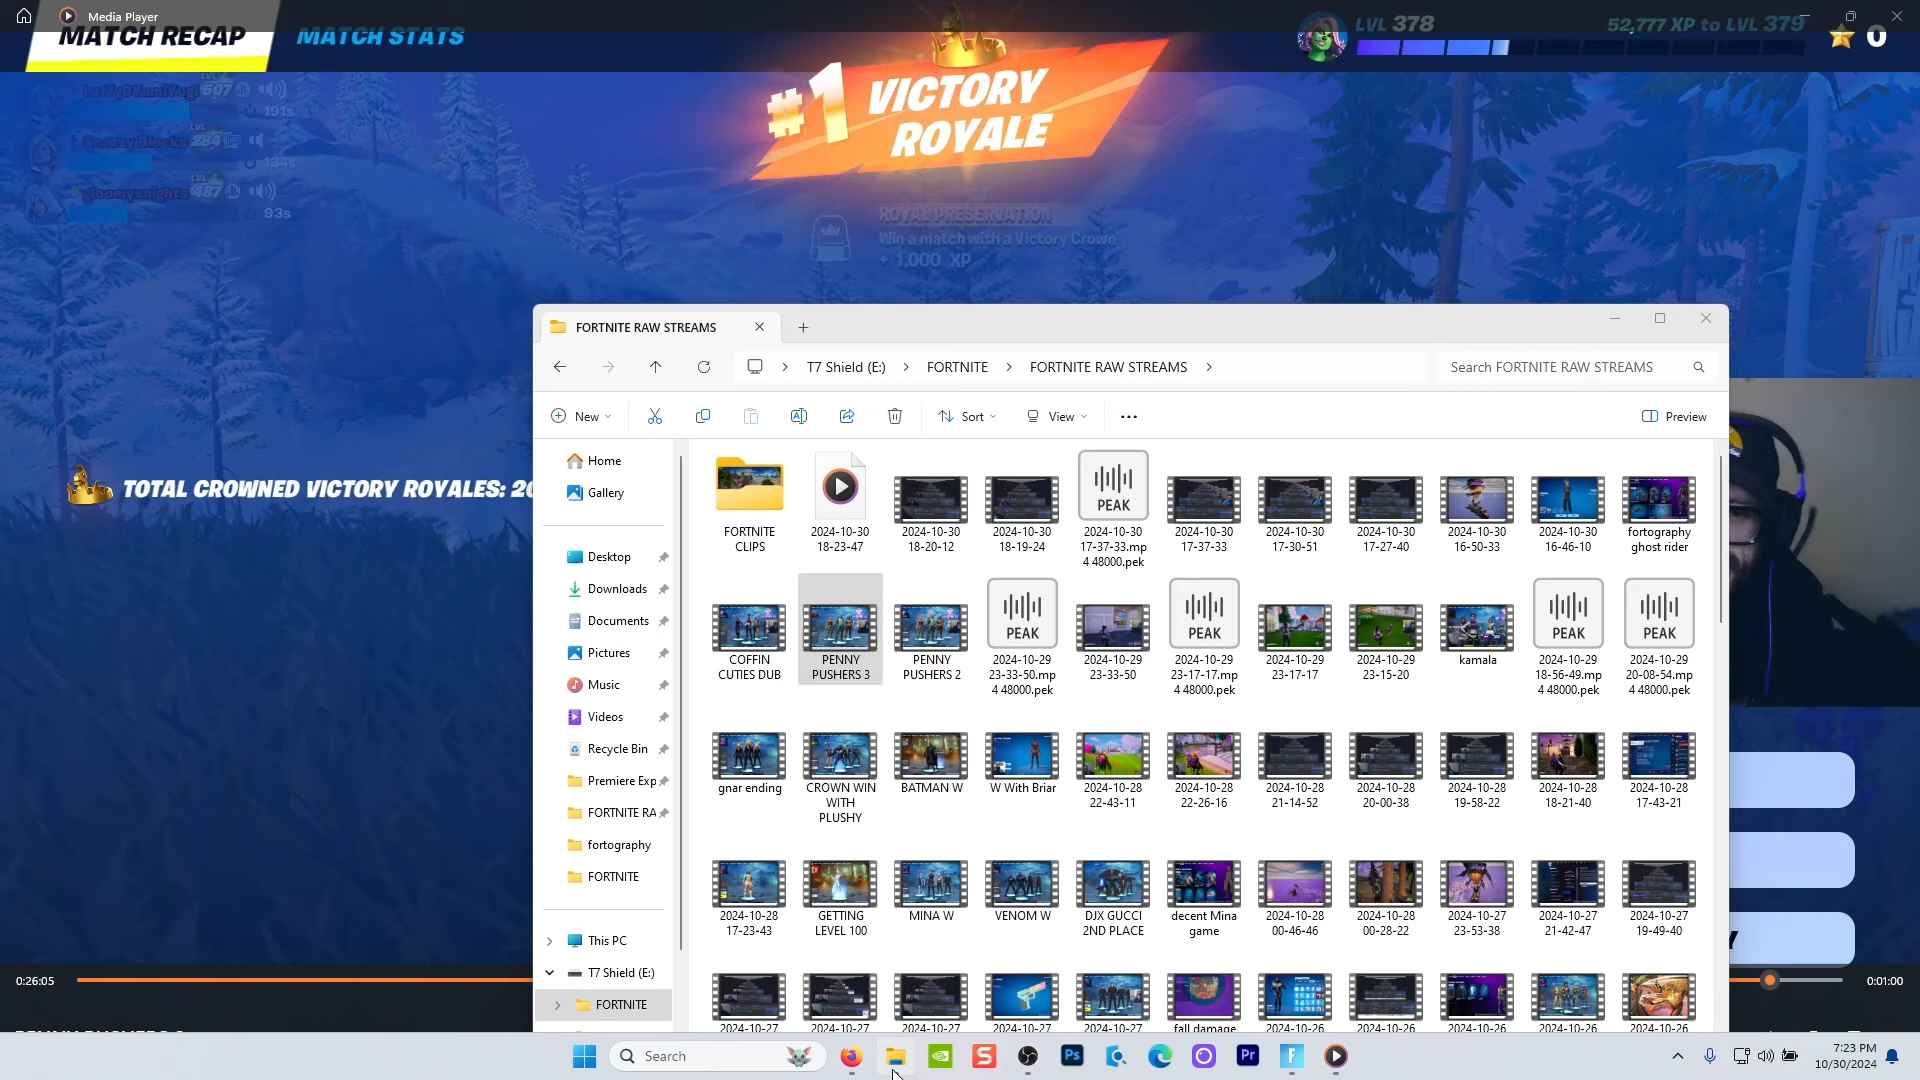 Media Player
MATCH RECAP
MATCH STATS
LVL 378
52,777 XP to LVL 379
0
LuffyDYandYugi LVL 507
191s
Snazzy Blocks LVL 284
134s
gloomyxnights LVL 487
93s
#1 VICTORY
ROYALE
ROYAL PRESERVATION
Win a match with a Victory Crown
+ 1,000 XP
TOTAL CROWNED VICTORY ROYALES: 20
FORTNITE RAW STREAMS
T7 Shield (E:) > FORTNITE > FORTNITE RAW STREAMS >
Search FORTNITE RAW STREAMS
New
Sort
View
Preview
Home
Gallery
Desktop
Downloads
Documents
Pictures
Music
Videos
Recycle Bin
Premiere Exp
FORTNITE RA
fortography
FORTNITE
This PC
T7 Shield (E:)
FORTNITE
FORTNITE
CLIPS
2024-10-30
18-23-47
2024-10-30
18-20-12
2024-10-30
18-19-24
PEAK
2024-10-30
17-37-33.mp
4 48000.pek
2024-10-30
17-37-33
2024-10-30
17-30-51
2024-10-30
17-27-40
2024-10-30
16-50-33
2024-10-30
16-46-10
fortography
ghost rider
COFFIN
CUTIES DUB
PENNY
PUSHERS 3
PENNY
PUSHERS 2
PEAK
2024-10-29
23-33-50.mp
4 48000.pek
2024-10-29
23-33-50
PEAK
2024-10-29
23-17-17.mp
4 48000.pek
2024-10-29
23-17-17
2024-10-29
23-15-20
kamala
PEAK
2024-10-29
18-56-49.mp
4 48000.pek
PEAK
2024-10-29
20-08-54.mp
4 48000.pek
gnar ending
CROWN WIN
WITH
PLUSHY
BATMAN W
W With Briar
2024-10-28
22-43-11
2024-10-28
22-26-16
2024-10-28
21-14-52
2024-10-28
20-00-38
2024-10-28
19-58-22
2024-10-28
18-21-40
2024-10-28
17-43-21
2024-10-28
17-23-43
GETTING
LEVEL 100
MINA W
VENOM W
DJX GUCCI
2ND PLACE
decent Mina
game
2024-10-28
00-46-46
2024-10-28
00-28-22
2024-10-27
23-53-38
2024-10-27
21-42-47
2024-10-27
19-49-40
2024-10-27
2024-10-27
2024-10-27
2024-10-27
2024-10-27
fall damage
2024-10-26
2024-10-26
2024-10-26
2024-10-26
2024-10-26
Y
0:26:05
0:01:00
Search
S
Ps
Pr
F
7:23 PM
10/30/2024